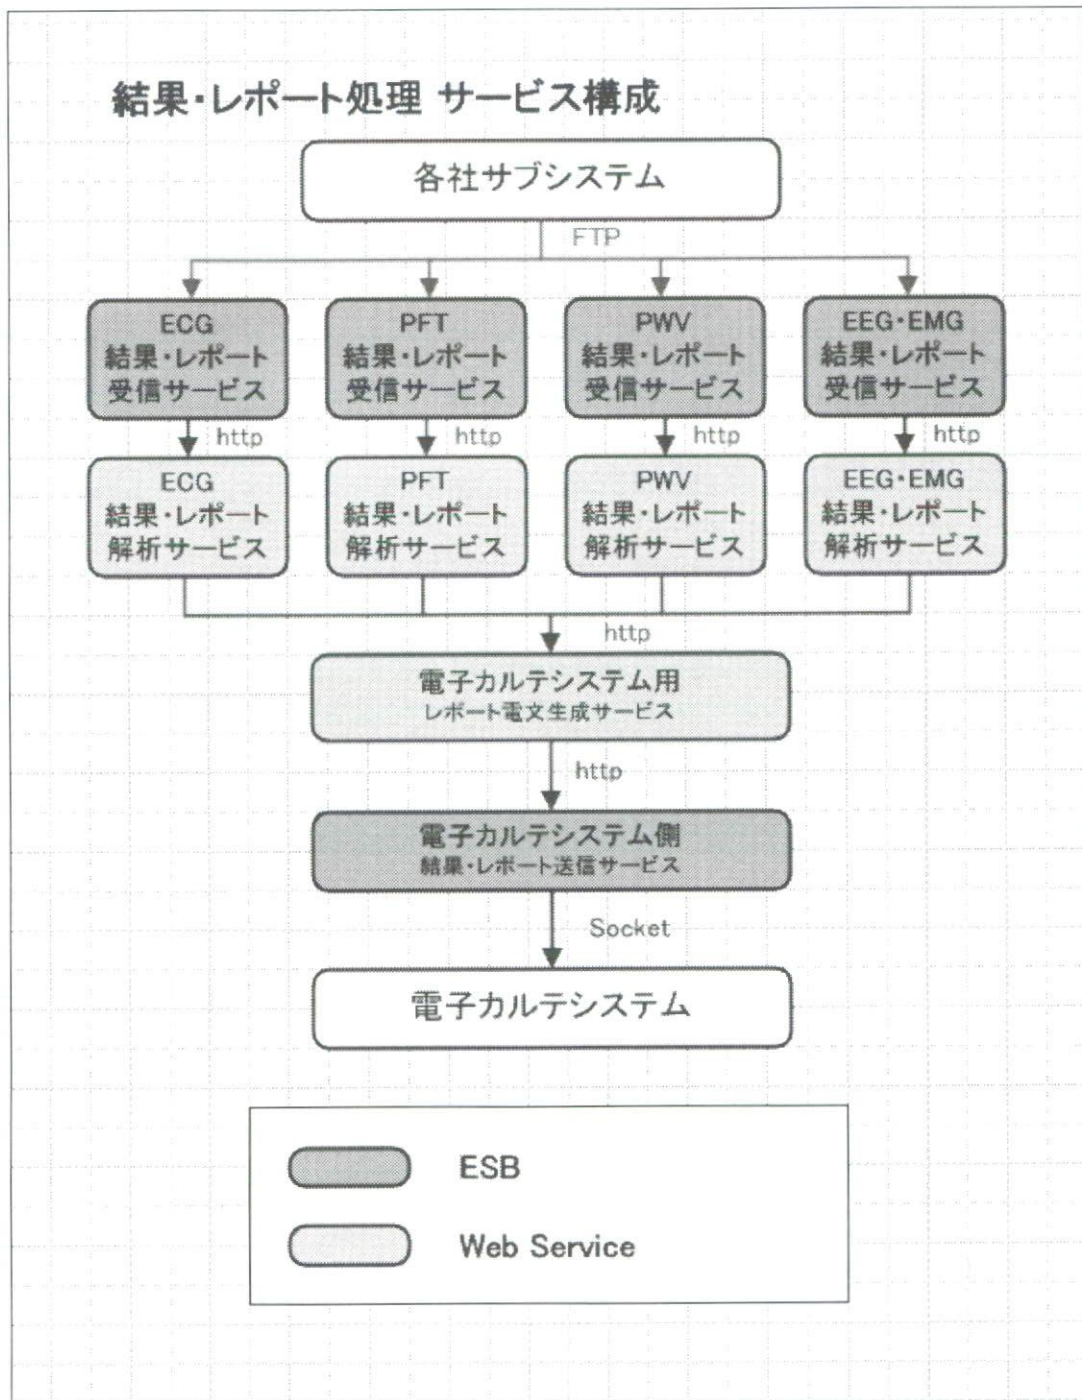 結果・レポート処理 サービス構成
各社サブシステム
FTP
ECG
結果・レポート
受信サービス
PFT
結果・レポート
受信サービス
PWV
結果・レポート
受信サービス
EEG・EMG
結果・レポート
受信サービス
http
http
http
http
ECG
結果・レポート
解析サービス
PFT
結果・レポート
解析サービス
PWV
結果・レポート
解析サービス
EEG・EMG
結果・レポート
解析サービス
http
電子カルテシステム用
レポート電文生成サービス
http
電子カルテシステム側
結果・レポート送信サービス
Socket
電子カルテシステム
ESB
Web Service